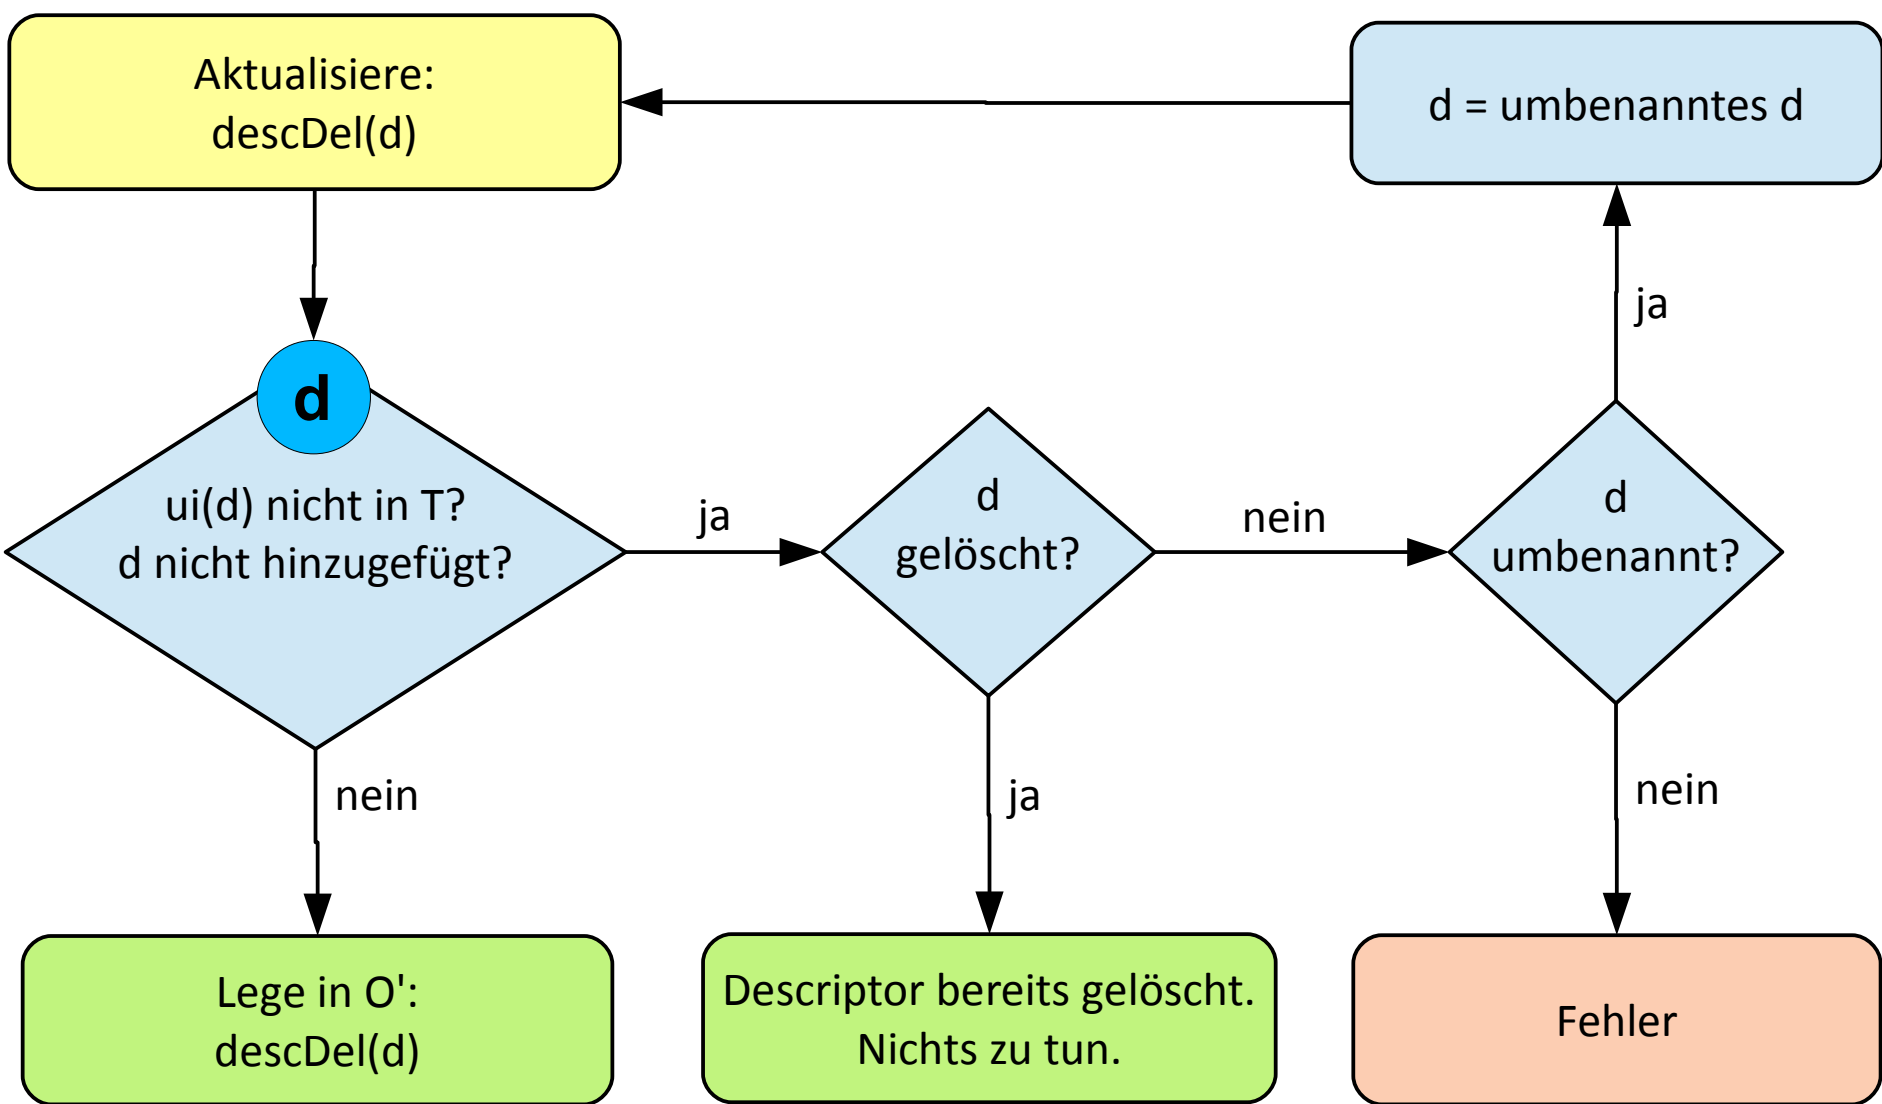 Aktualisiere:
descDel(d)
d = umbenanntes d
ja
d
ui(d) nicht in T?
d nicht hinzugefügt?
ja
d
gelöscht?
nein
d
umbenannt?
nein
ja
nein
Lege in O':
descDel(d)
Descriptor bereits gelöscht.
Nichts zu tun.
Fehler